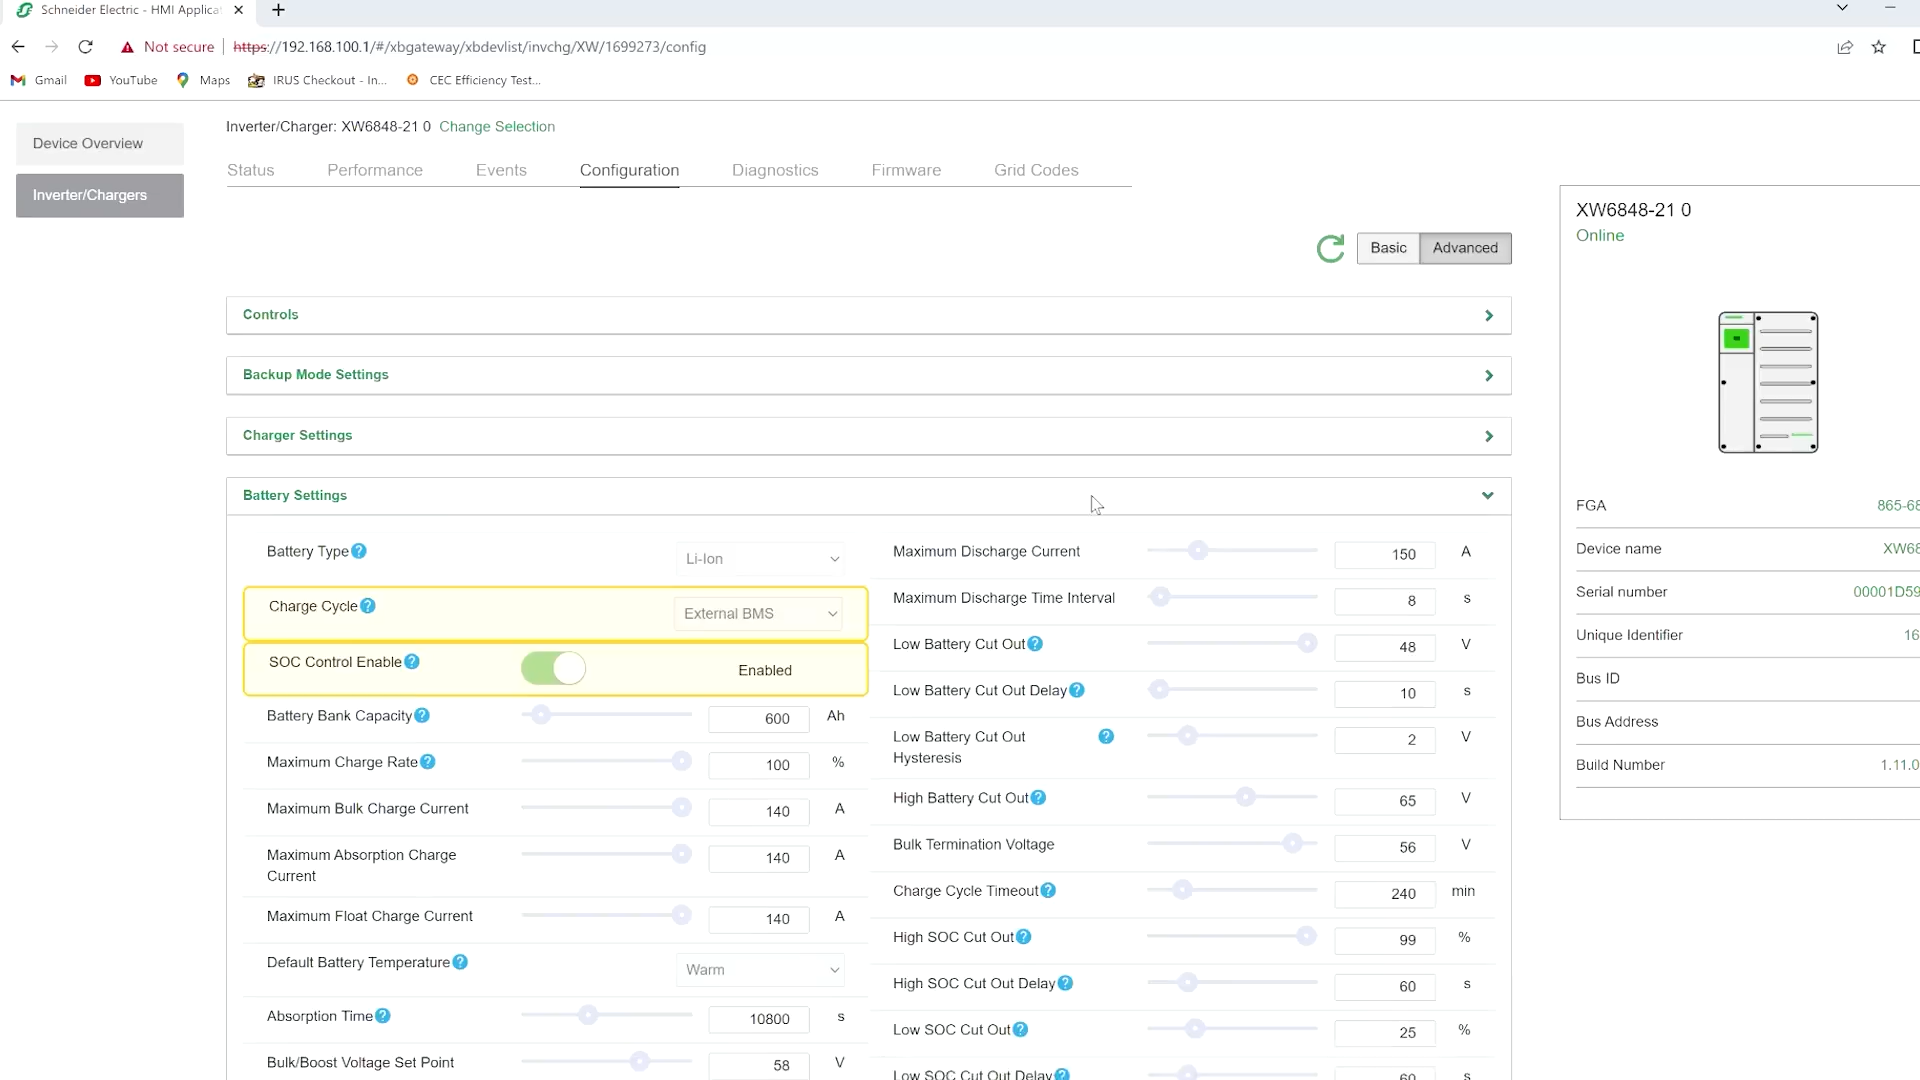 Schneider Electric - HMI Applica
Not secure https://192.168.100.1/#/xbgateway/xbdevlist/invchg/XW/1699273/config
Gmail YouTube Maps IRUS Checkout - In... CEC Efficiency Test...
Device Overview
Inverter/Chargers
Inverter/Charger: XW6848-21 0 Change Selection
Status Performance Events Configuration Diagnostics Firmware Grid Codes
Basic Advanced
Controls
Backup Mode Settings
Charger Settings
Battery Settings
Battery Type? Li-Ion
Charge Cycle? External BMS
SOC Control Enable? Enabled
Battery Bank Capacity? 600 Ah
Maximum Charge Rate? 100 %
Maximum Bulk Charge Current 140 A
Maximum Absorption Charge
Current 140 A
Maximum Float Charge Current 140 A
Default Battery Temperature? Warm
Absorption Time? 10800 s
Bulk/Boost Voltage Set Point 58 V
Maximum Discharge Current 150 A
Maximum Discharge Time Interval 8 s
Low Battery Cut Out? 48 V
Low Battery Cut Out Delay? 10 s
Low Battery Cut Out
Hysteresis ? 2 V
High Battery Cut Out? 65 V
Bulk Termination Voltage 56 V
Charge Cycle Timeout? 240 min
High SOC Cut Out? 99 %
High SOC Cut Out Delay? 60 s
Low SOC Cut Out? 25 %
Low SOC Cut Out Delay? 60 s
XW6848-21 0
Online
FGA 865-68
Device name XW68
Serial number 00001D59
Unique Identifier 16
Bus ID
Bus Address
Build Number 1.11.0